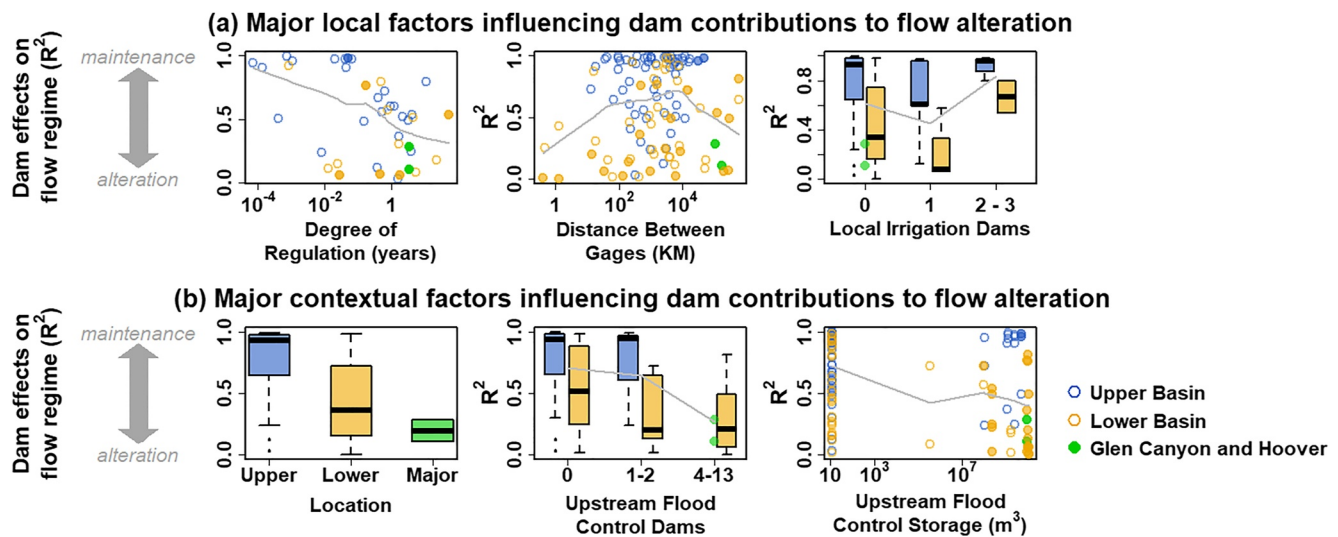 (a) Major local factors influencing dam contributions to flow alteration
Dam effects on
flow regime (R²)
maintenance
alteration
1.0
0.5
0.0
10⁻⁴ 10⁻² 1
Degree of
Regulation (years)
R²
1.0
0.5
0.0
1 10² 10⁴
Distance Between
Gages (KM)
R²
0.8
0.4
0.0
0 1 2 - 3
Local Irrigation Dams
(b) Major contextual factors influencing dam contributions to flow alteration
Dam effects on
flow regime (R²)
maintenance
alteration
1.0
0.5
0.0
Upper Lower Major
Location
R²
1.0
0.5
0.0
0 1-2 4-13
Upstream Flood
Control Dams
R²
1.0
0.5
0.0
10 10³ 10⁷
Upstream Flood
Control Storage (m³)
Upper Basin
Lower Basin
Glen Canyon and Hoover